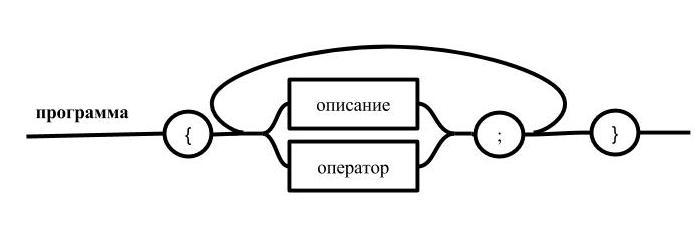 описание
программа
{
;
}
оператор